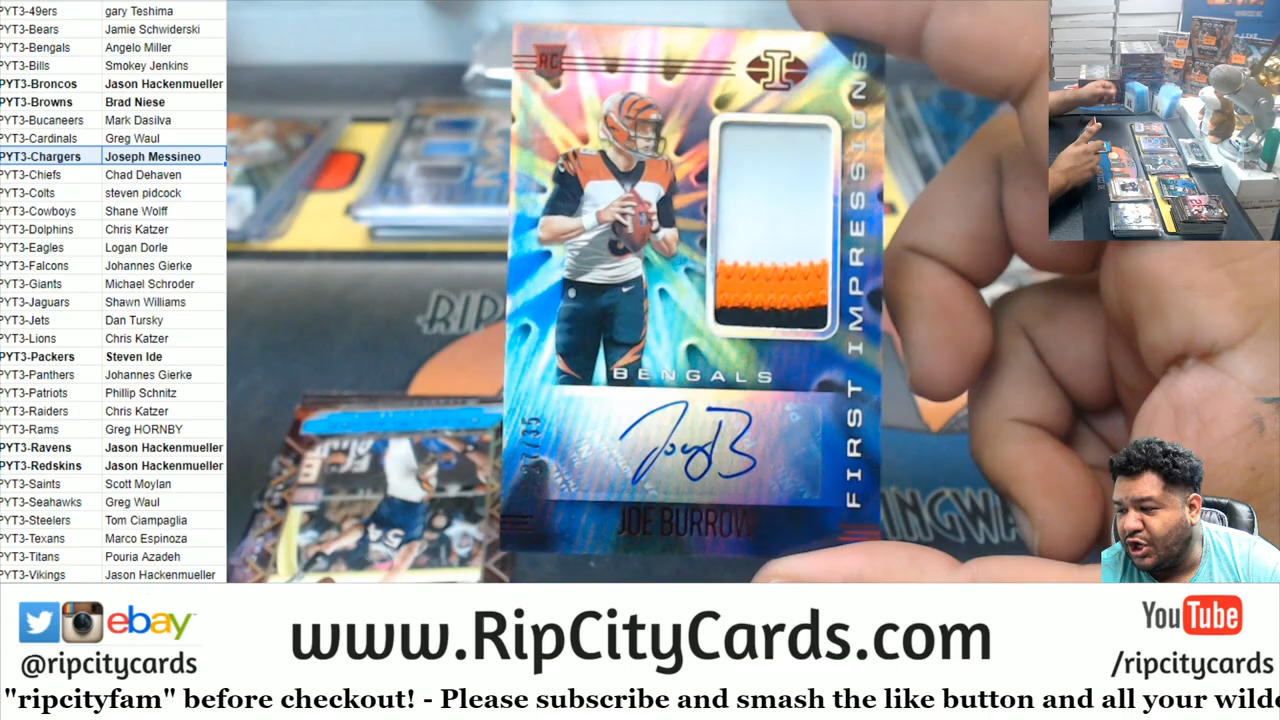 PYT3-49ers gary Teshima
PYT3-Bears Jamie Schwiderski
PYT3-Bengals Angelo Miller
PYT3-Bills Smokey Jenkins
PYT3-Broncos Jason Hackenmueller
PYT3-Browns Brad Niese
PYT3-Bucaneers Mark Dasilva
PYT3-Cardinals Greg Waul
PYT3-Chargers Joseph Messineo
PYT3-Chiefs Chad Dehaven
PYT3-Colts steven pidcock
PYT3-Cowboys Shane Wolff
PYT3-Dolphins Chris Katzer
PYT3-Eagles Logan Dorle
PYT3-Falcons Johannes Gierke
PYT3-Giants Michael Schroder
PYT3-Jaguars Shawn Williams
PYT3-Jets Dan Tursky
PYT3-Lions Chris Katzer
PYT3-Packers Steven Ide
PYT3-Panthers Johannes Gierke
PYT3-Patriots Phillip Schnitz
PYT3-Raiders Chris Katzer
PYT3-Rams Greg HORNBY
PYT3-Ravens Jason Hackenmueller
PYT3-Redskins Jason Hackenmueller
PYT3-Saints Scott Moylan
PYT3-Seahawks Greg Waul
PYT3-Steelers Tom Ciampaglia
PYT3-Texans Marco Espinoza
PYT3-Titans Pouria Azadeh
PYT3-Vikings Jason Hackenmueller
RC
I
FIRST IMPRESSIONS
BENGALS
JOE BURROW
RIP
54
ebay
@ripcitycards
www.RipCityCards.com
YouTube
/ripcitycards
"ripcityfam" before checkout! - Please subscribe and smash the like button and all your